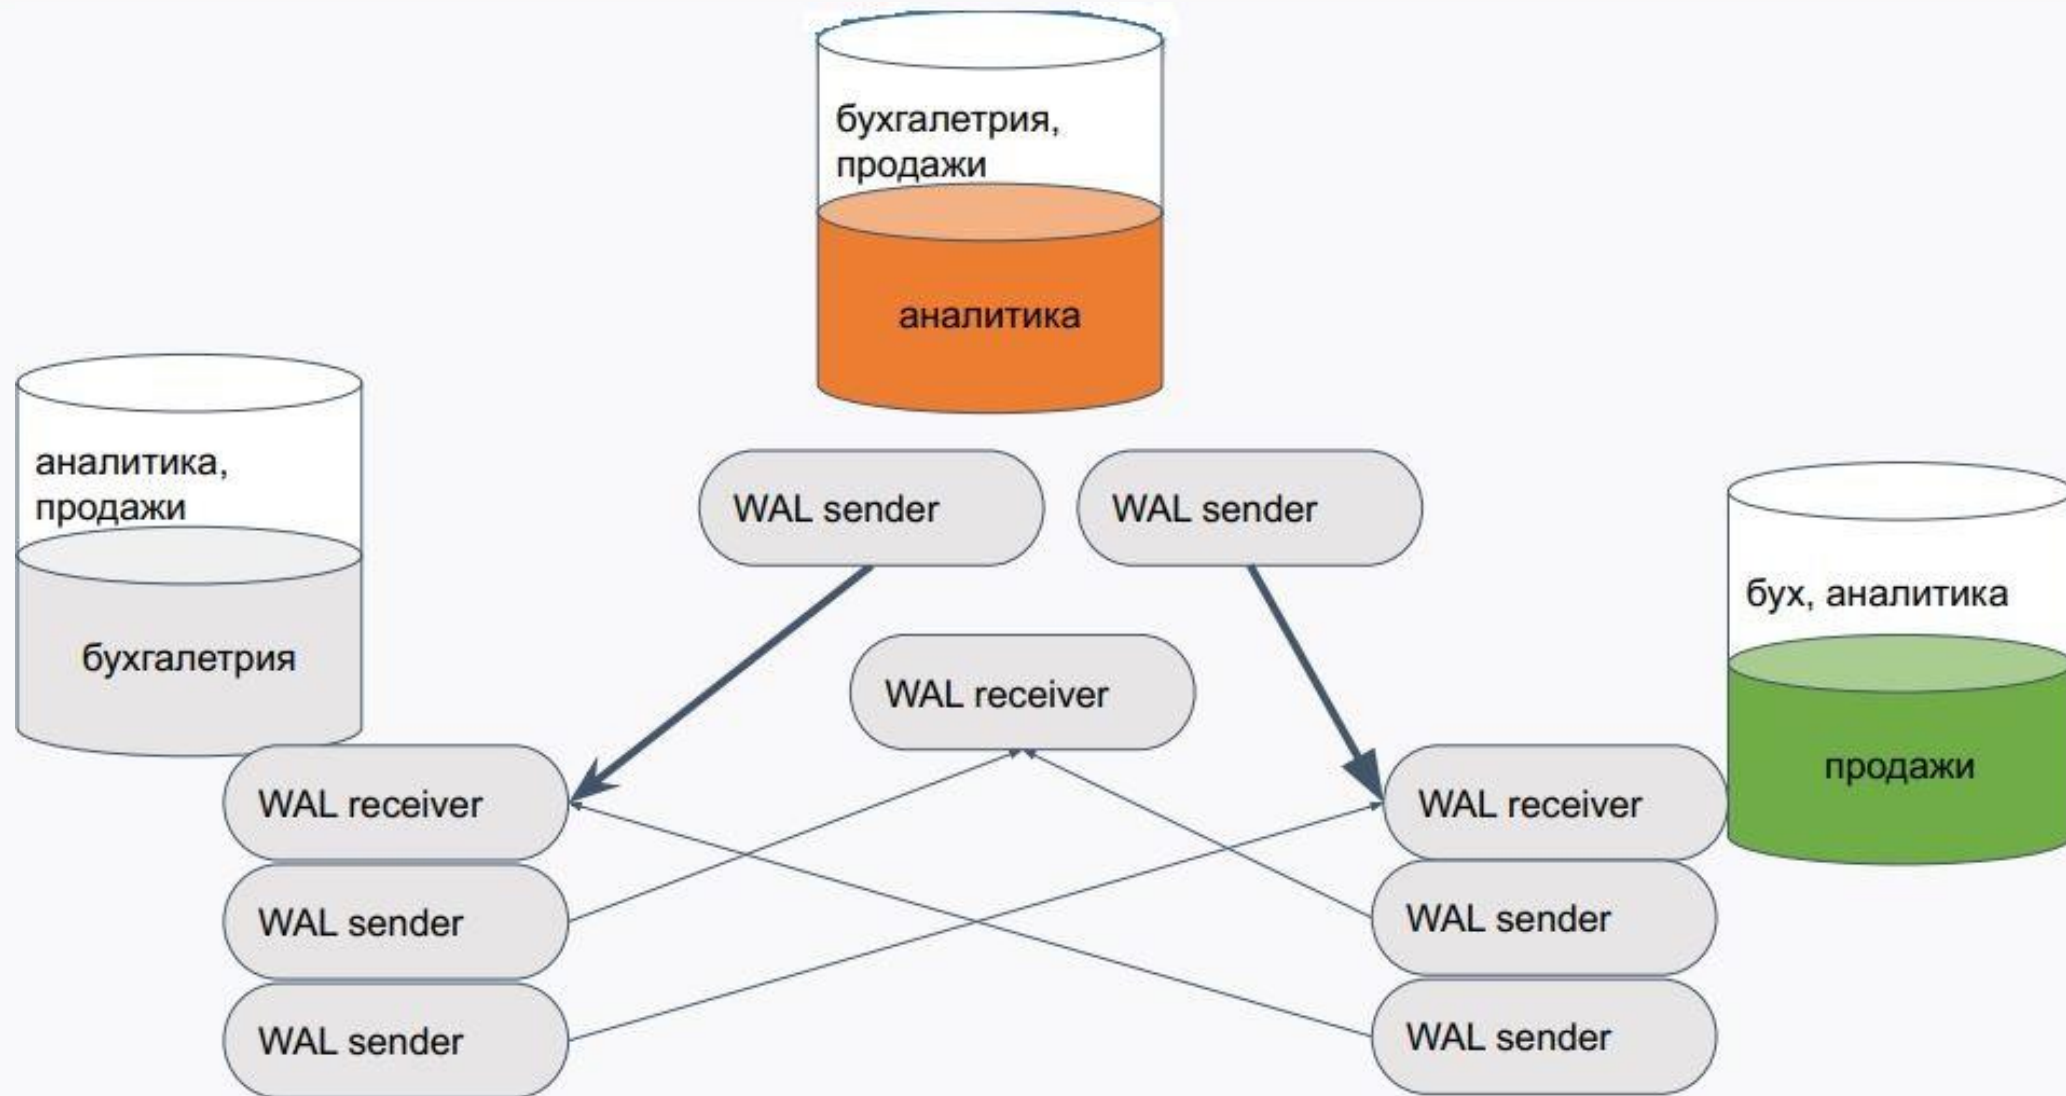 бухгалетрия,
продажи
аналитика
аналитика,
продажи
бухгалетрия
WAL sender
WAL sender
бух, аналитика
продажи
WAL receiver
WAL receiver
WAL sender
WAL sender
WAL receiver
WAL sender
WAL sender